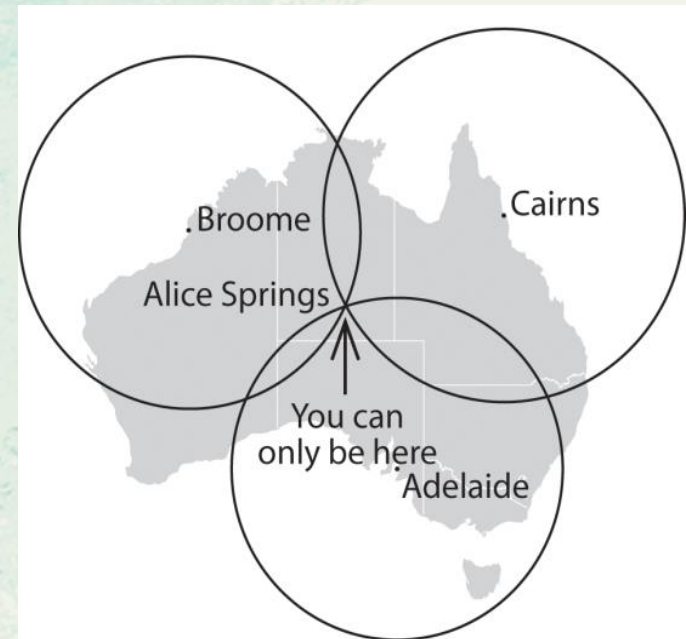 Cairns
Broome
Alice Springs
You can
only be here
Adelaide